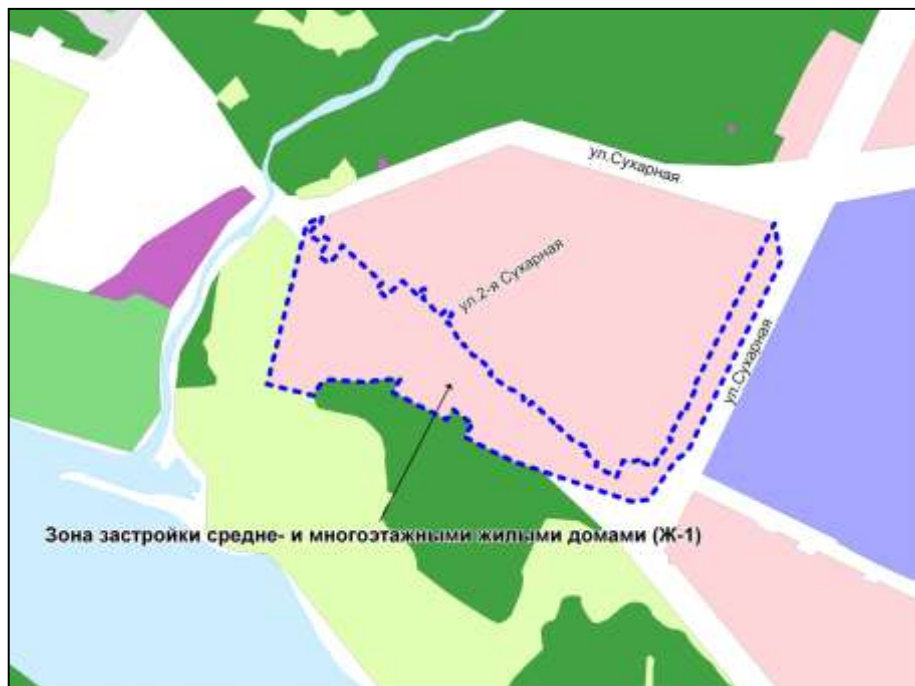 ул.Сухарная
ул.2-я Сухарная
ул.Сухарная
Зона застройки средне- и многоэтажными жилыми домами (Ж-1)